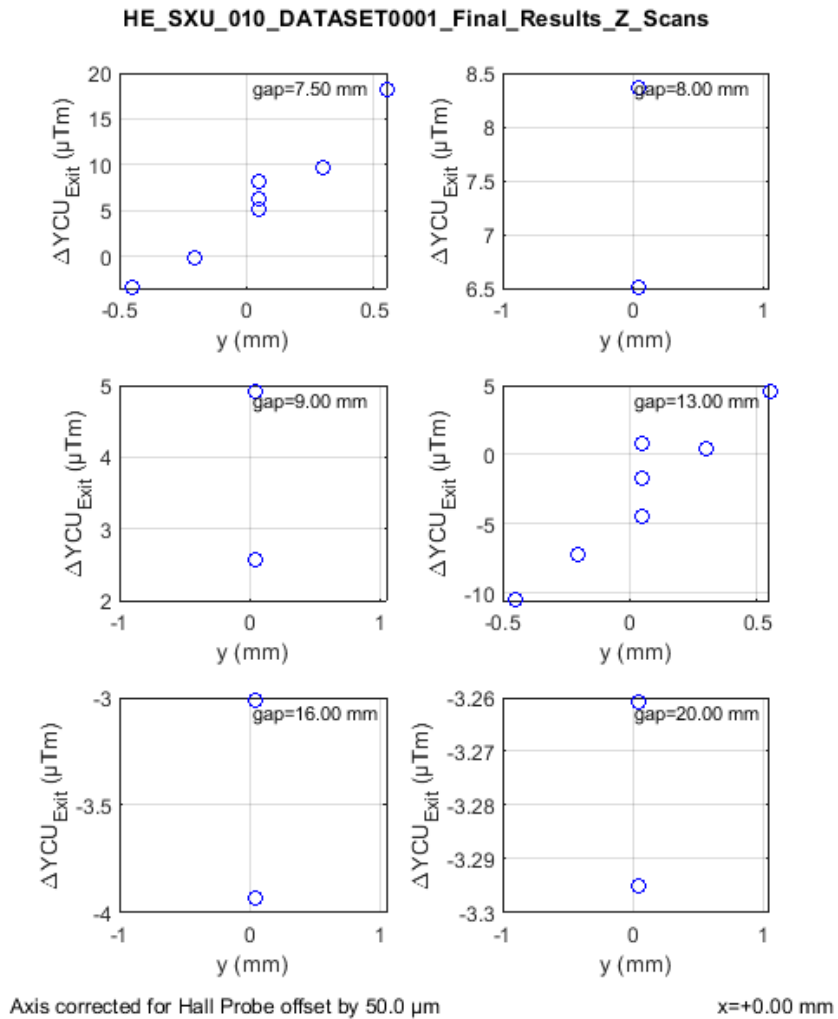 HE_SXU_010_DATASET0001_Final_Results_Z_Scans
20
15
10
5
0
-0.5
0
0.5
gap=7.50 mm
ΔYCU_Exit (µTm)
y (mm)
8.5
8
7.5
7
6.5
-1
0
1
gap=8.00 mm
ΔYCU_Exit (µTm)
y (mm)
5
4
3
2
-1
0
1
gap=9.00 mm
ΔYCU_Exit (µTm)
y (mm)
5
0
-5
-10
-0.5
0
0.5
gap=13.00 mm
ΔYCU_Exit (µTm)
y (mm)
-3
-3.5
-4
-1
0
1
gap=16.00 mm
ΔYCU_Exit (µTm)
y (mm)
-3.26
-3.27
-3.28
-3.29
-3.3
-1
0
1
gap=20.00 mm
ΔYCU_Exit (µTm)
y (mm)
Axis corrected for Hall Probe offset by 50.0 µm
x=+0.00 mm